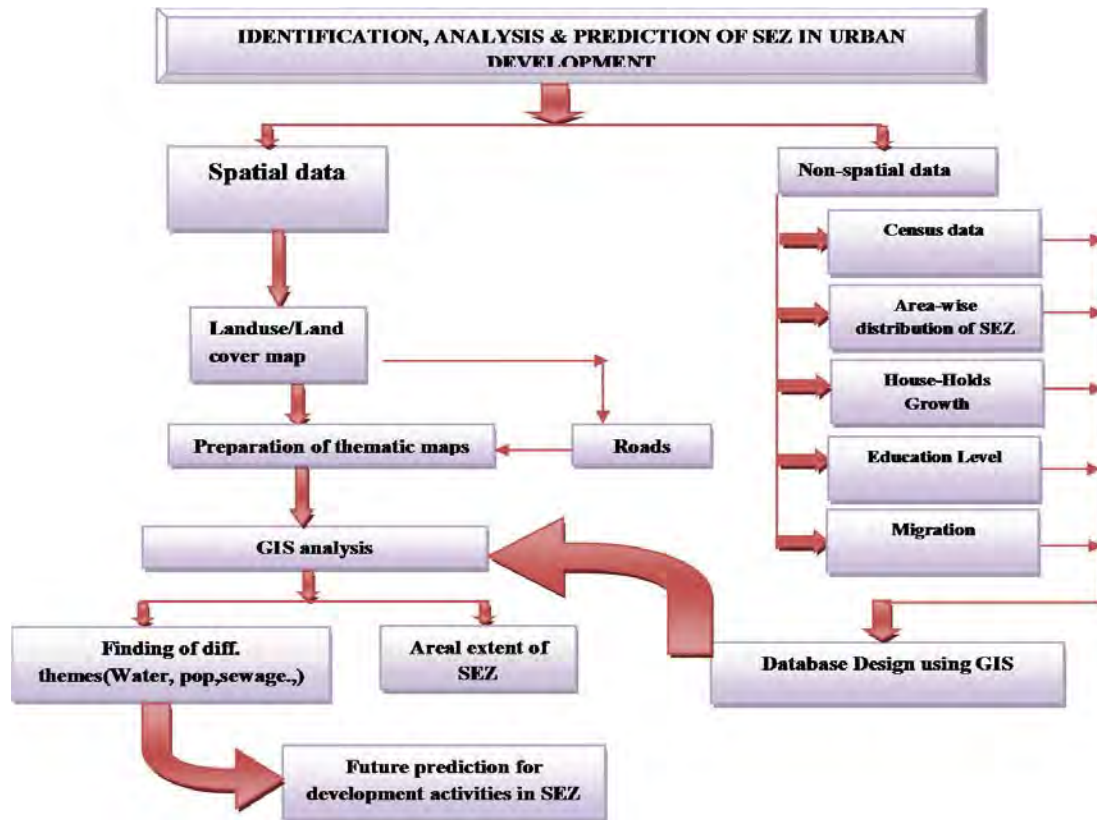 IDENTIFICATION, ANALYSIS & PREDICTION OF SEZ IN URBAN
DEVELOPMENT
Spatial data
Non-spatial data
Census data
Area-wise
distribution of SEZ
House-Holds
Growth
Education Level
Migration
Landuse/Land
cover map
Preparation of thematic maps
Roads
GIS analysis
Finding of diff.
themes(Water, pop,sewage.,)
Areal extent of
SEZ
Database Design using GIS
Future prediction for
development activities in SEZ